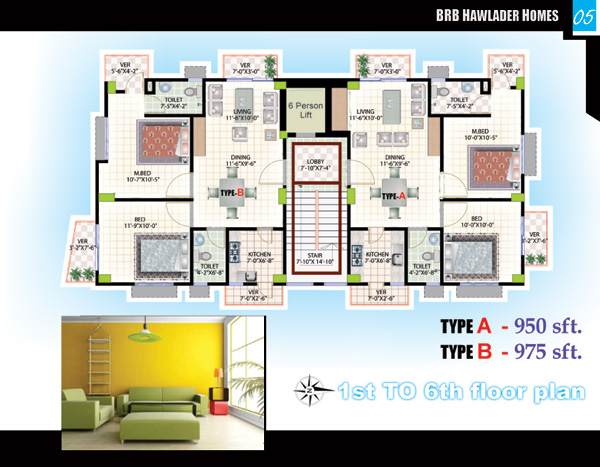 BRB HAWLADER HOMES
05
VER
5'-6"X4'-2"
VER
7'-0"X3'-0"
VER
7'-0"X3'-0"
VER
5'-6"X4'-2"
TOILET
7'-5"X4'-2"
LIVING
11'-6"X10'-0"
6 Person
Lift
LIVING
11'-6"X10'-0"
TOILET
7'-5"X4'-2"
M.BED
10'-7"X10'-5"
DINING
11'-6"X9'-6"
LOBBY
7'-10"X7'-4"
DINING
11'-6"X9'-6"
M.BED
10'-0"X10'-5"
TYPE-B
TYPE-A
BED
11'-9"X10'-0"
BED
10'-0"X10'-0"
VER
3'-2"X7'-6"
VER
3'-2"X7'-6"
TOILET
4'-2"X6'-8"
KITCHEN
7'-0"X6'-8"
STAIR
7'-10"X 14'-10"
KITCHEN
7'-0"X6'-8"
TOILET
4'-2"X6'-8"
VER
7'-0"X2'-6"
VER
7'-0"X2'-6"
TYPE A - 950 sft.
TYPE B - 975 sft.
N
1st TO 6th floor plan